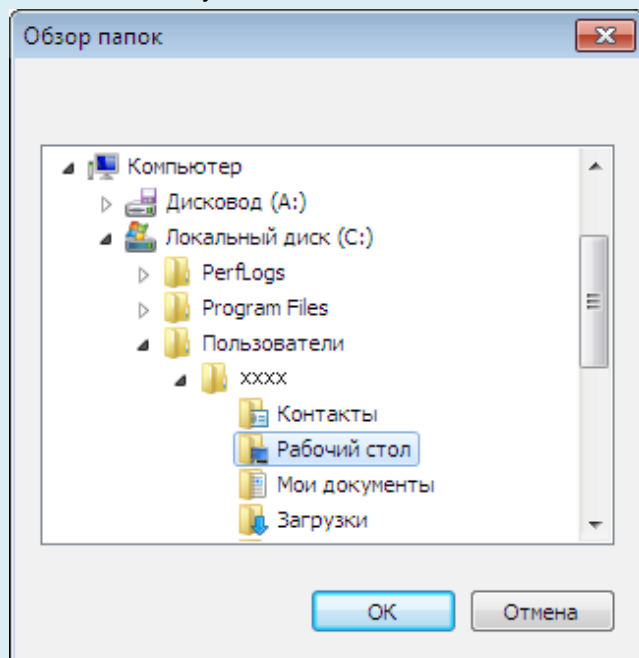 Обзор папок
Компьютер
Дисковод (A:)
Локальный диск (C:)
PerfLogs
Program Files
Пользователи
xxxx
Контакты
Рабочий стол
Мои документы
Загрузки
OK Отмена